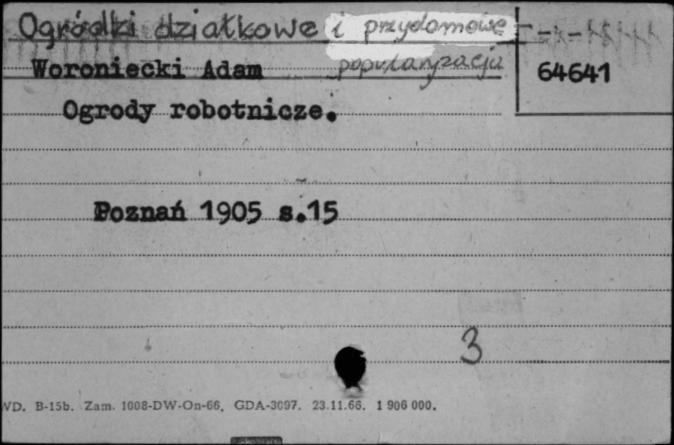 Ogródki działkowe i przydomowe
popularyzacja
Woroniecki Adam
64641
Ogrody robotnicze.
Poznań 1905 s.15
3
WD. B-15b. Zam. 1008-DW-On-66. GDA-3097. 23.11.66. 1 906 000.